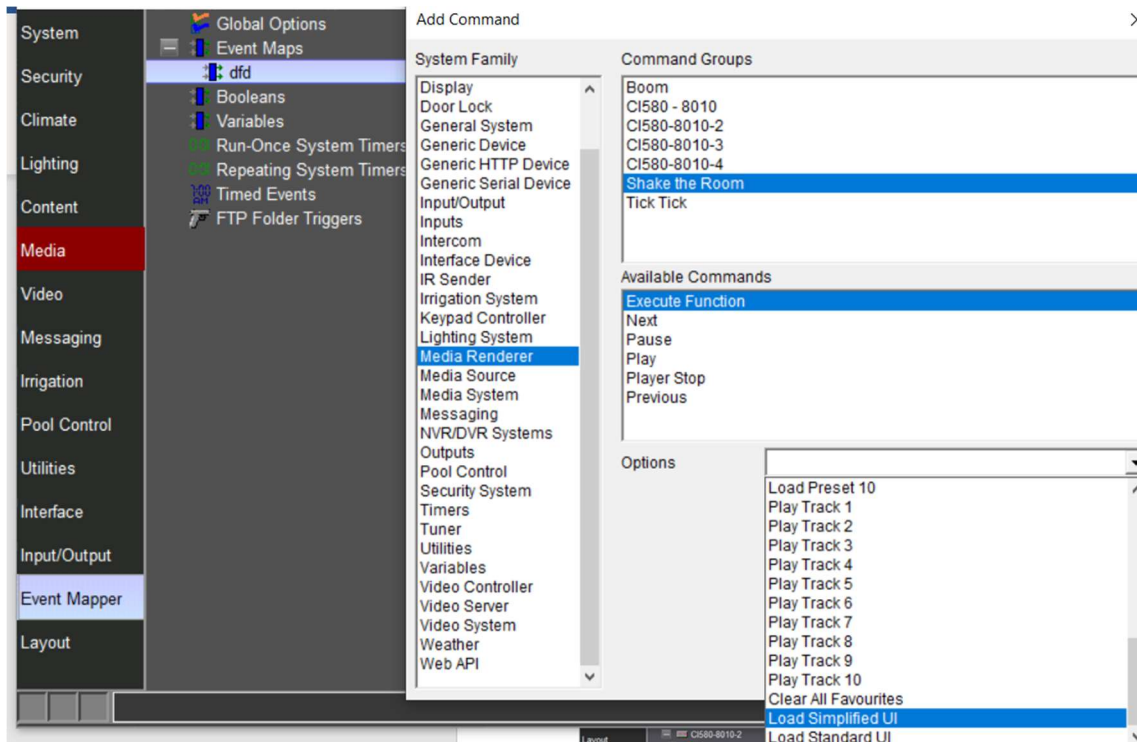 System
Security
Climate
Lighting
Content
Media
Video
Messaging
Irrigation
Pool Control
Utilities
Interface
Input/Output
Event Mapper
Layout
Global Options
Event Maps
dfd
Booleans
Variables
Run-Once System Timers
Repeating System Timers
Timed Events
FTP Folder Triggers
Add Command
System Family
Display
Door Lock
General System
Generic Device
Generic HTTP Device
Generic Serial Device
Input/Output
Inputs
Intercom
Interface Device
IR Sender
Irrigation System
Keypad Controller
Lighting System
Media Renderer
Media Source
Media System
Messaging
NVR/DVR Systems
Outputs
Pool Control
Security System
Timers
Tuner
Utilities
Variables
Video Controller
Video Server
Video System
Weather
Web API
Command Groups
Boom
CI580 - 8010
CI580-8010-2
CI580-8010-3
CI580-8010-4
Shake the Room
Tick Tick
Available Commands
Execute Function
Next
Pause
Play
Player Stop
Previous
Options
Load Preset 10
Play Track 1
Play Track 2
Play Track 3
Play Track 4
Play Track 5
Play Track 6
Play Track 7
Play Track 8
Play Track 9
Play Track 10
Clear All Favourites
Load Simplified UI
Load Standard UI
Layout
CI580-8010-2